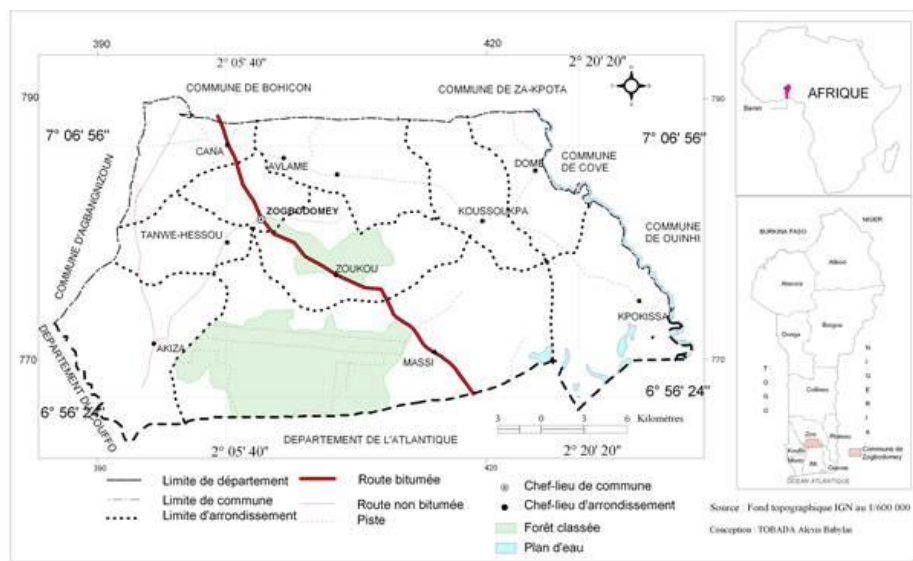 390
420
2° 05' 40"
2° 20' 20"
790
790
COMMUNE DE BOHICON
COMMUNE DE ZA-KPOTA
7° 06' 56"
7° 06' 56"
CANA
AVLAME
DOME
COMMUNE DE COVE
ZOGBODOMEY
KOUSSOUKPA
TANWE-HESSOU
COMMUNE DE OUINHI
COMMUNE D'AGBANGNIZOUN
ZOUKOU
KPOKISSA
AKIZA
MASSI
770
770
DEPARTEMENT DU COUFFO
6° 56' 24"
6° 56' 24"
3 0 3 6 Kilomètres
DEPARTEMENT DE L'ATLANTIQUE
2° 05' 40"
2° 20' 20"
390
420
Limite de département
Limite de commune
Limite d'arrondissement
Route bitumée
Route non bitumée
Piste
Chef-lieu de commune
Chef-lieu d'arrondissement
Forêt classée
Plan d'eau
AFRIQUE
Benin
BURKINA FASO
NIGER
Alibori
Atacora
Borgou
Donga
TOGO
NIGERIA
Collines
Zou
Plateau
Kouffo
Mono
Atl.
Oueme
Commune de Zogbodomey
OCEAN ATLANTIQUE
Source : Fond topographique IGN au 1/600 000
Conception : TOBADA Alexis Babylas